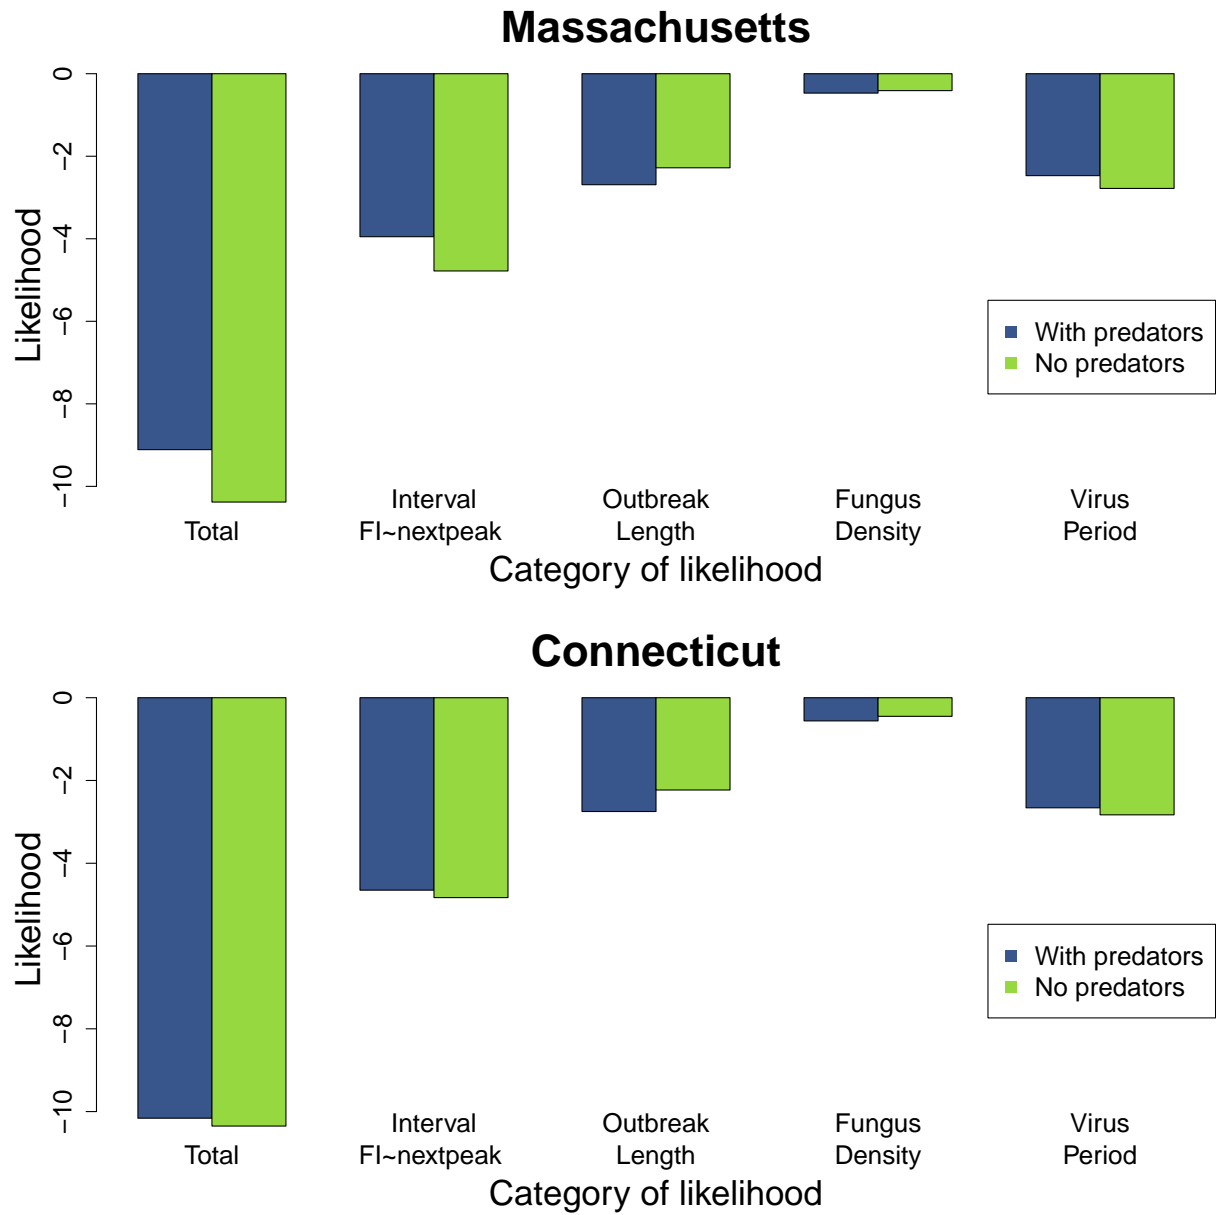 Massachusetts
0
−2
−4
−6
−8
−10
Likelihood
With predators
No predators
Interval Outbreak Fungus Virus
Total FI~nextpeak Length Density Period
Category of likelihood
Connecticut
0
−2
−4
−6
−8
−10
Likelihood
With predators
No predators
Interval Outbreak Fungus Virus
Total FI~nextpeak Length Density Period
Category of likelihood